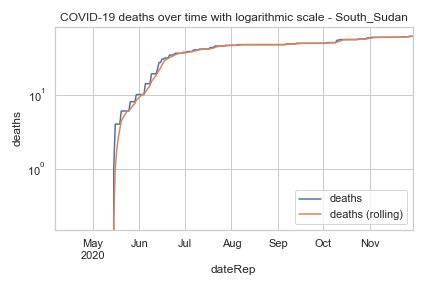 COVID-19 deaths over time with logarithmic scale - South_Sudan
deaths
10¹
10⁰
deaths
deaths (rolling)
May Jun Jul Aug Sep Oct Nov
2020
dateRep